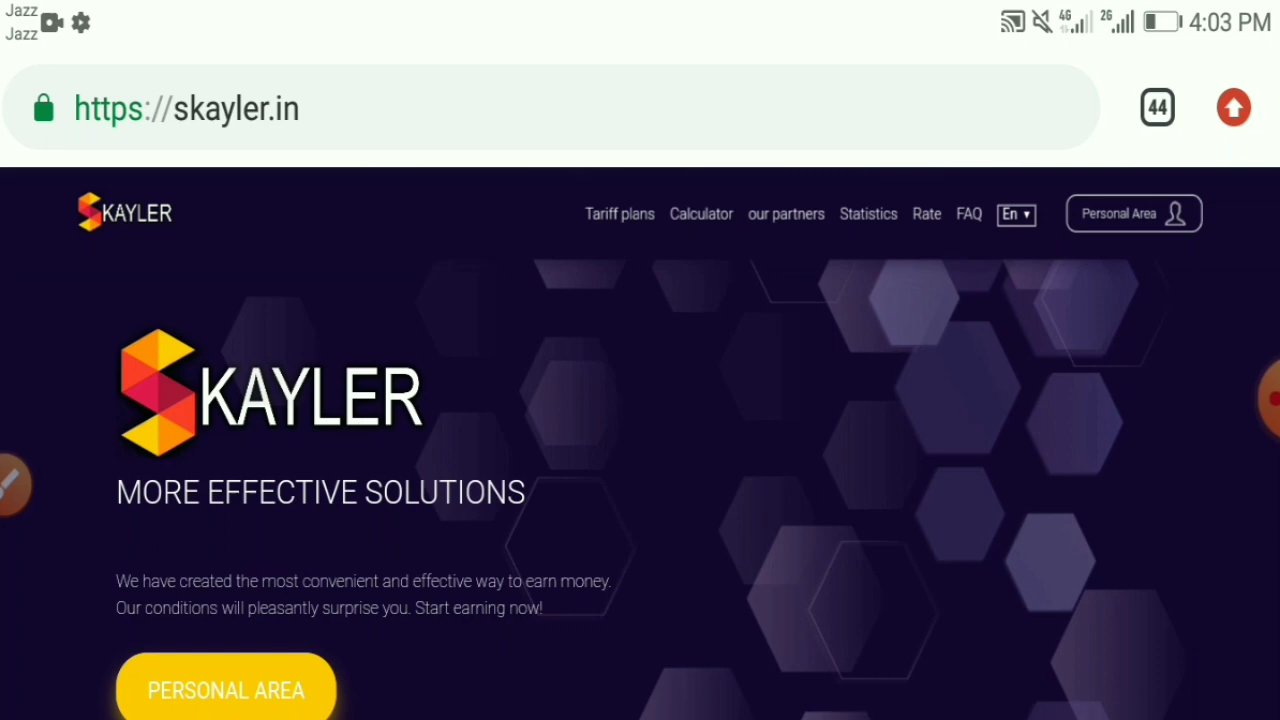 Jazz
Jazz
4G 2G 4:03 PM
https://skayler.in
44
KAYLER
Tariff plans Calculator our partners Statistics Rate FAQ En Personal Area
KAYLER
MORE EFFECTIVE SOLUTIONS
We have created the most convenient and effective way to earn money.
Our conditions will pleasantly surprise you. Start earning now!
PERSONAL AREA